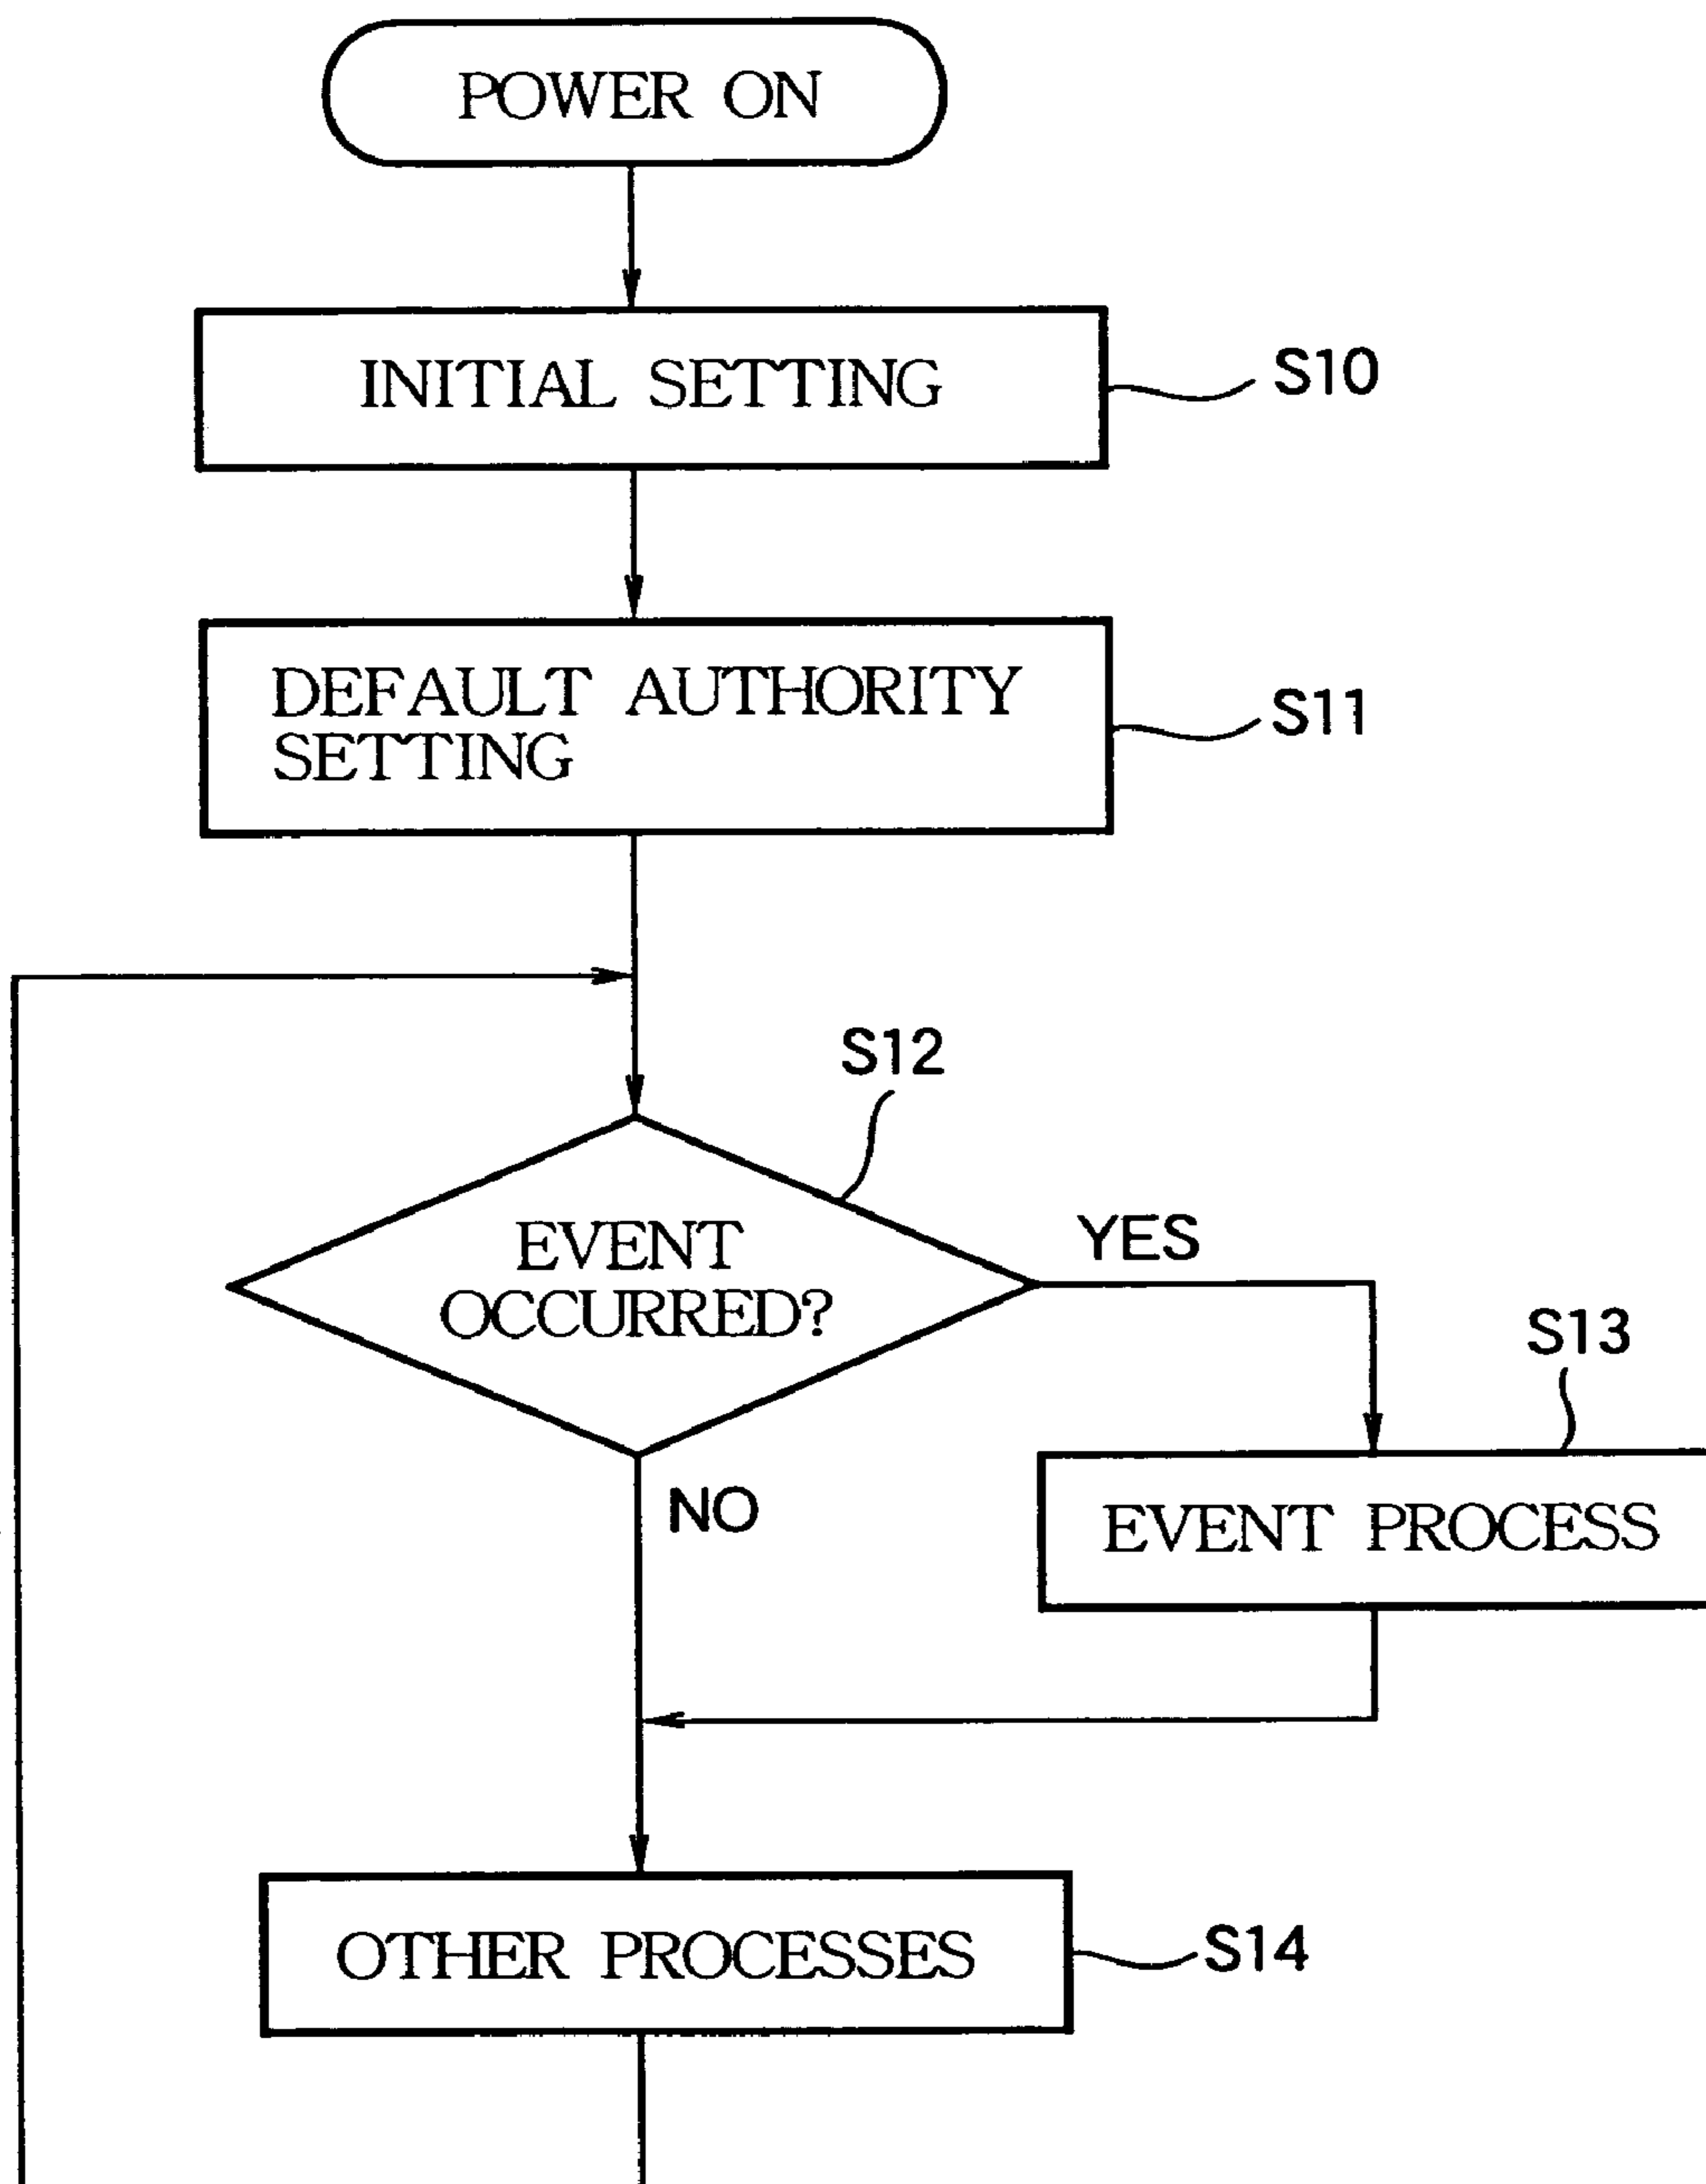 POWER ON
INITIAL SETTING
S10
DEFAULT AUTHORITY
SETTING
S11
S12
EVENT
OCCURRED?
YES
S13
NO
EVENT PROCESS
OTHER PROCESSES
S14